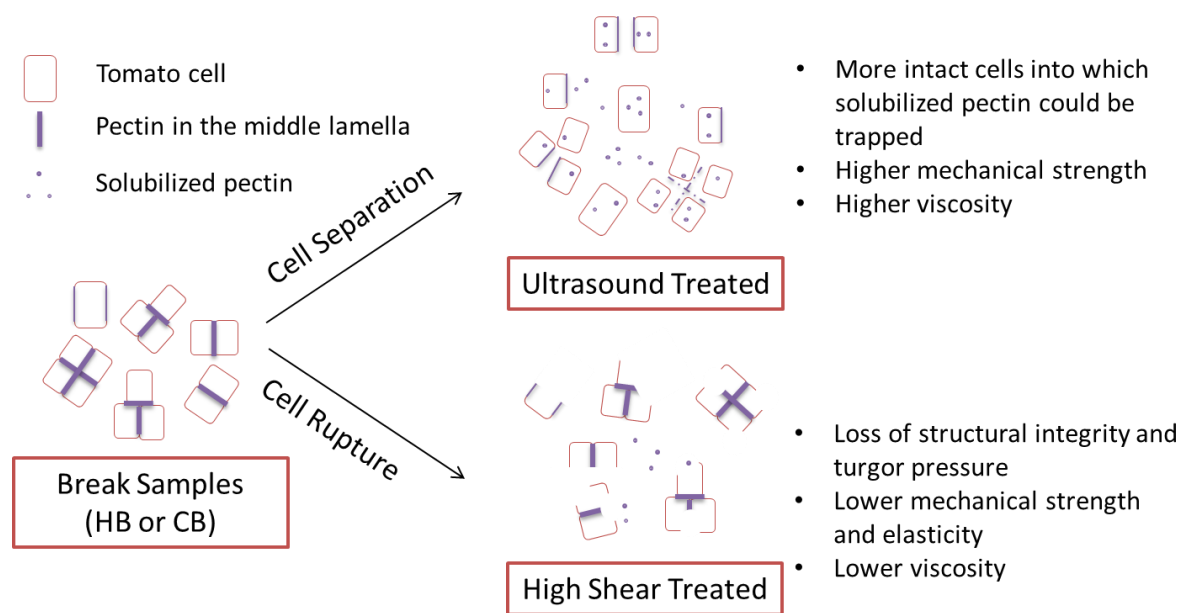 Tomato cell
Pectin in the middle lamella
Solubilized pectin
Cell Separation
Cell Rupture
Break Samples
(HB or CB)
Ultrasound Treated
• More intact cells into which
solubilized pectin could be
trapped
• Higher mechanical strength
• Higher viscosity
High Shear Treated
• Loss of structural integrity and
turgor pressure
• Lower mechanical strength
and elasticity
• Lower viscosity